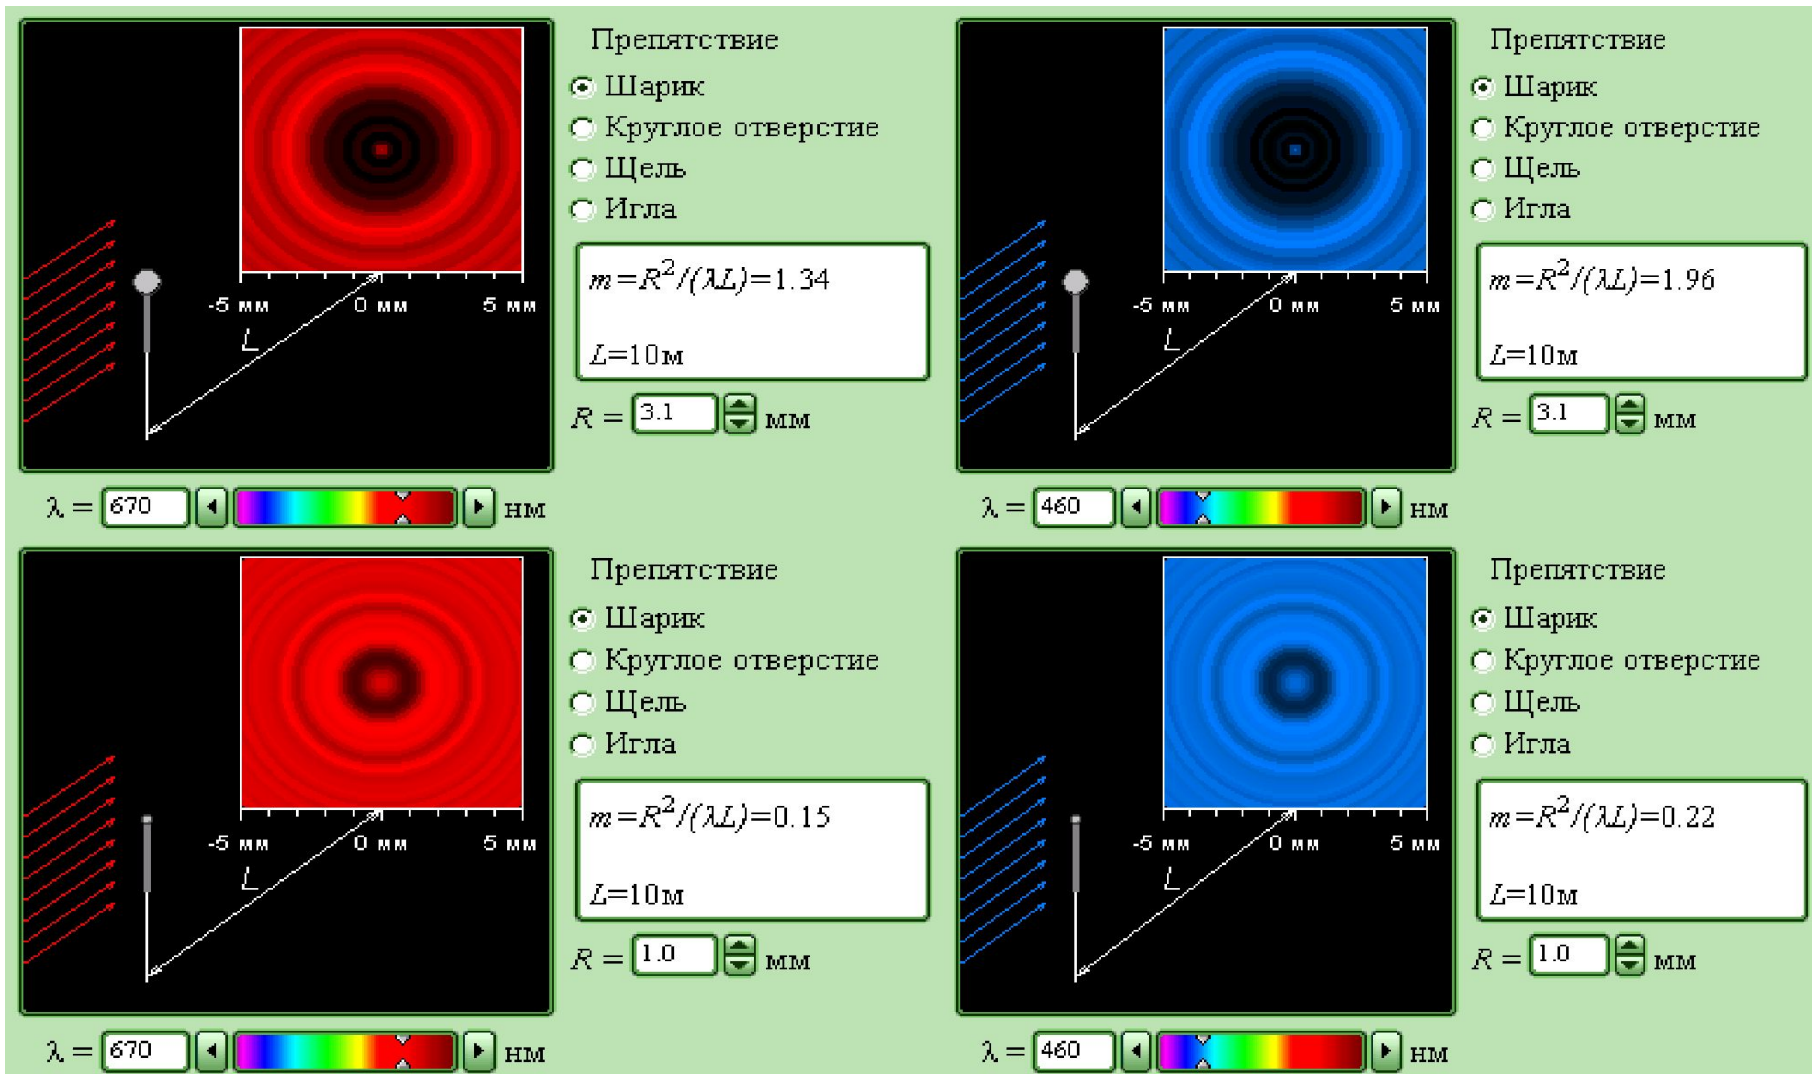 Препятствие
Шарик
Круглое отверстие
Щель
Игла
m=R²/(λL)=1.34
L=10м
R = 3.1 мм
-5 мм 0 мм 5 мм
L
λ = 670 нм
Препятствие
Шарик
Круглое отверстие
Щель
Игла
m=R²/(λL)=1.96
L=10м
R = 3.1 мм
-5 мм 0 мм 5 мм
L
λ = 460 нм
Препятствие
Шарик
Круглое отверстие
Щель
Игла
m=R²/(λL)=0.15
L=10м
R = 1.0 мм
-5 мм 0 мм 5 мм
L
λ = 670 нм
Препятствие
Шарик
Круглое отверстие
Щель
Игла
m=R²/(λL)=0.22
L=10м
R = 1.0 мм
-5 мм 0 мм 5 мм
L
λ = 460 нм